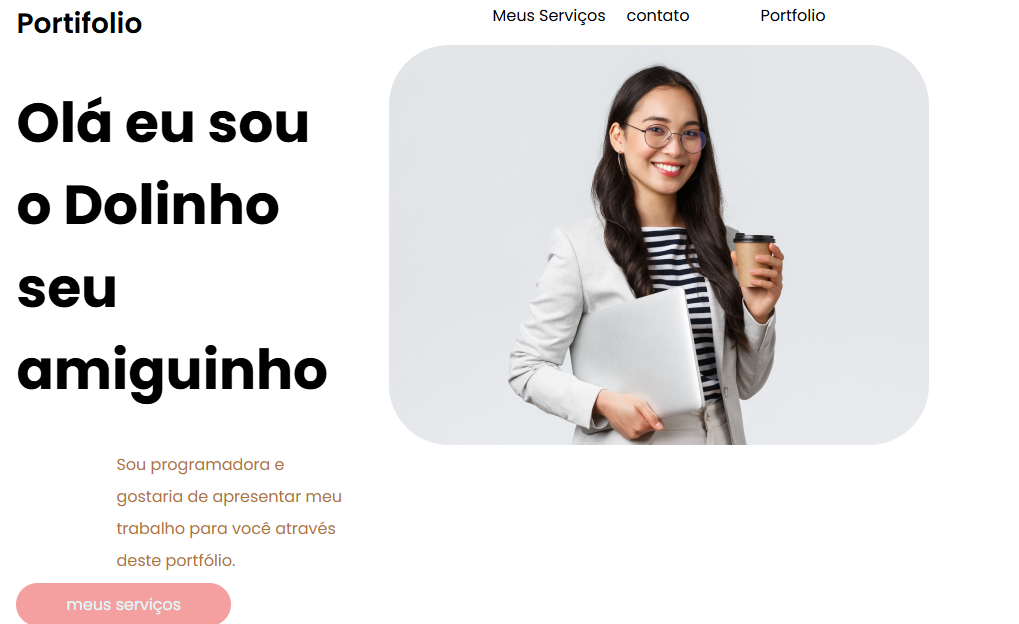 Portifolio
Meus Serviços contato Portfolio
Olá eu sou
o Dolinho
seu
amiguinho
Sou programadora e
gostaria de apresentar meu
trabalho para você através
deste portfólio.
meus serviços